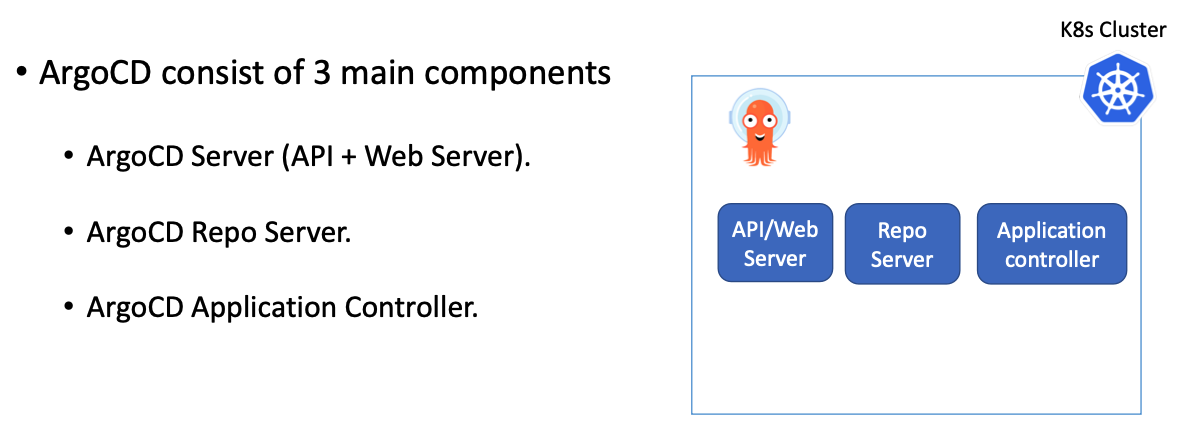 • ArgoCD consist of 3 main components
• ArgoCD Server (API + Web Server).
• ArgoCD Repo Server.
• ArgoCD Application Controller.
K8s Cluster
API/Web
Server
Repo
Server
Application
controller